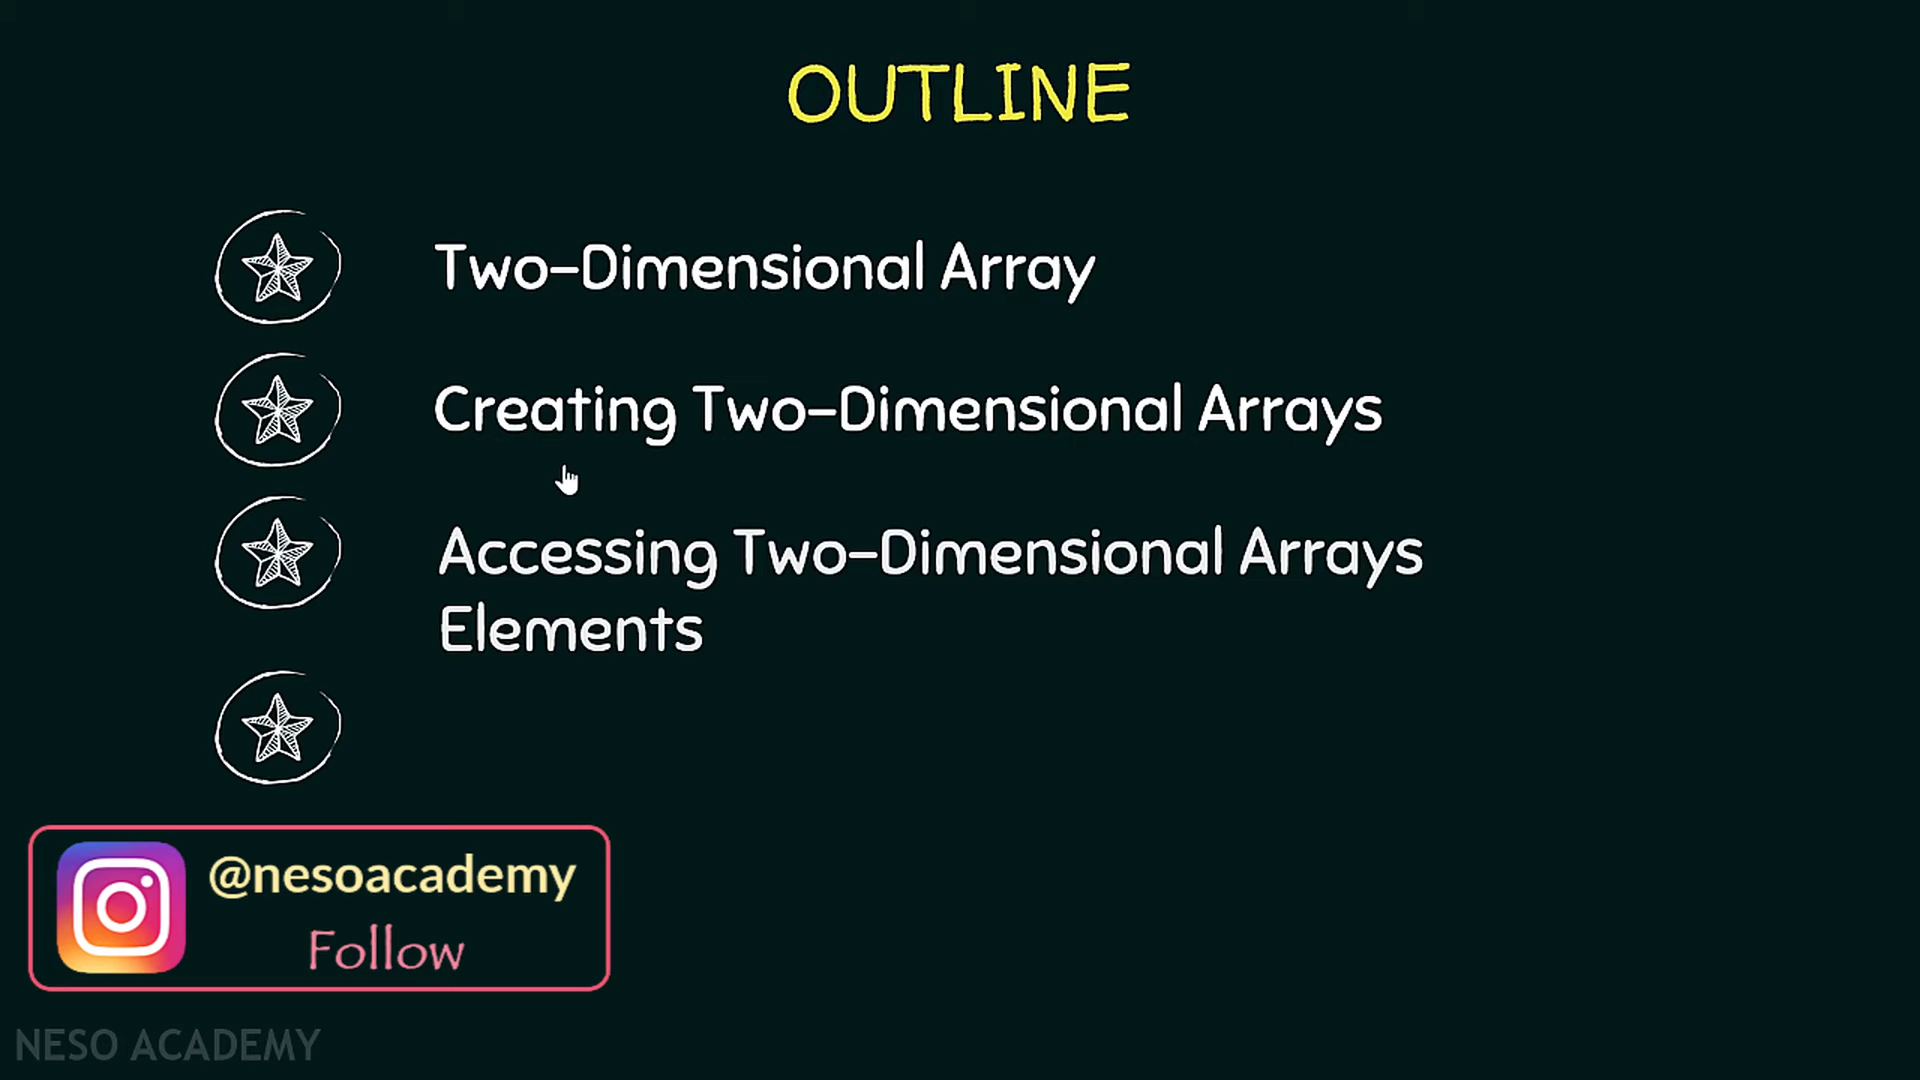 OUTLINE
Two-Dimensional Array
Creating Two-Dimensional Arrays
Accessing Two-Dimensional Arrays
Elements
@nesoacademy
Follow
NESO ACADEMY